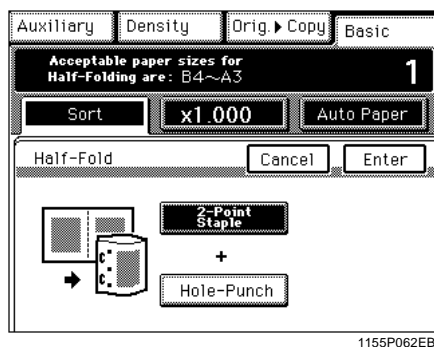 Auxiliary Density Orig.▶Copy Basic
Acceptable paper sizes for
Half-Folding are: B4~A3
1
Sort x1.000 Auto Paper
Half-Fold Cancel Enter
2-Point
Staple
+
Hole-Punch
1155P062EB